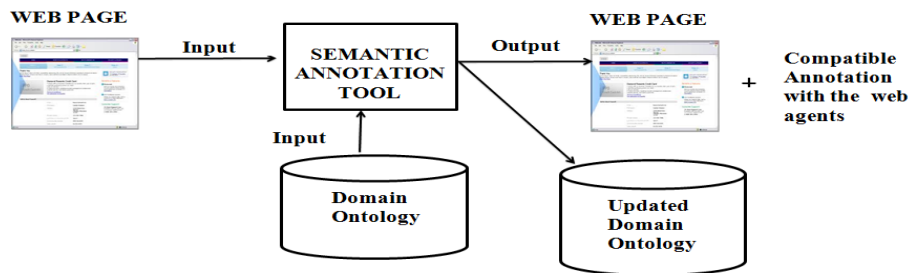 WEB PAGE
WEB PAGE
Input
SEMANTIC
ANNOTATION
TOOL
Output
+
Compatible
Annotation
with the web
agents
Input
Domain
Ontology
Updated
Domain
Ontology